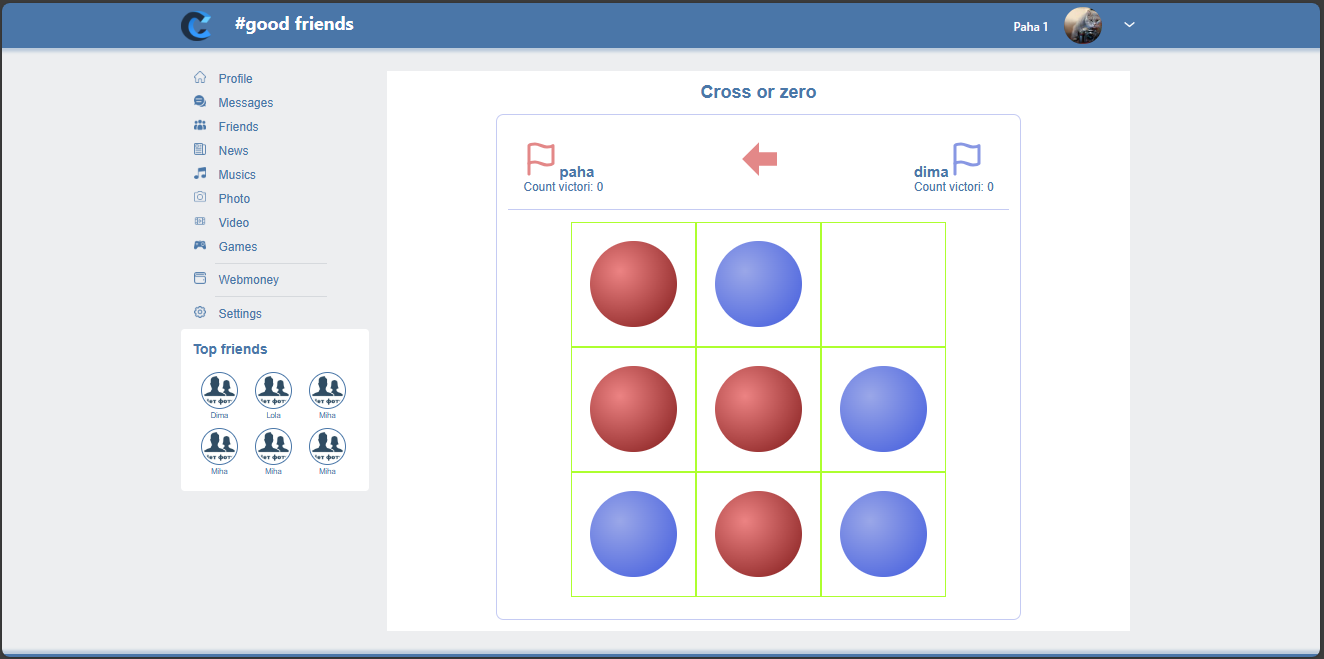 #good friends
Paha 1
Profile
Messages
Friends
News
Musics
Photo
Video
Games
Webmoney
Settings
Top friends
Dima Lola Miha
Miha Miha Miha
Cross or zero
paha
Count victori: 0
dima
Count victori: 0